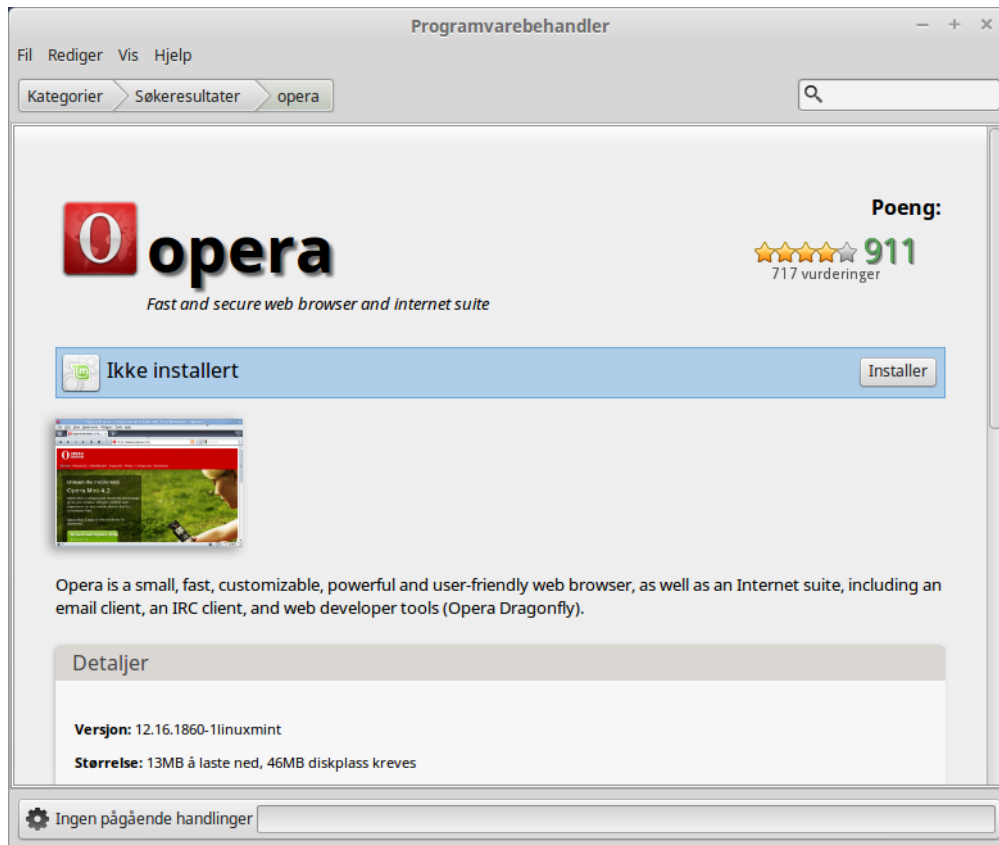 Programvarebehandler
Fil Rediger Vis Hjelp
Kategorier Søkeresultater opera
opera
Fast and secure web browser and internet suite
Poeng:
911
717 vurderinger
Ikke installert
Installer
Opera is a small, fast, customizable, powerful and user-friendly web browser, as well as an Internet suite, including an
email client, an IRC client, and web developer tools (Opera Dragonfly).
Detaljer
Versjon: 12.16.1860-1linuxmint
Størrelse: 13MB å laste ned, 46MB diskplass kreves
Ingen pågående handlinger